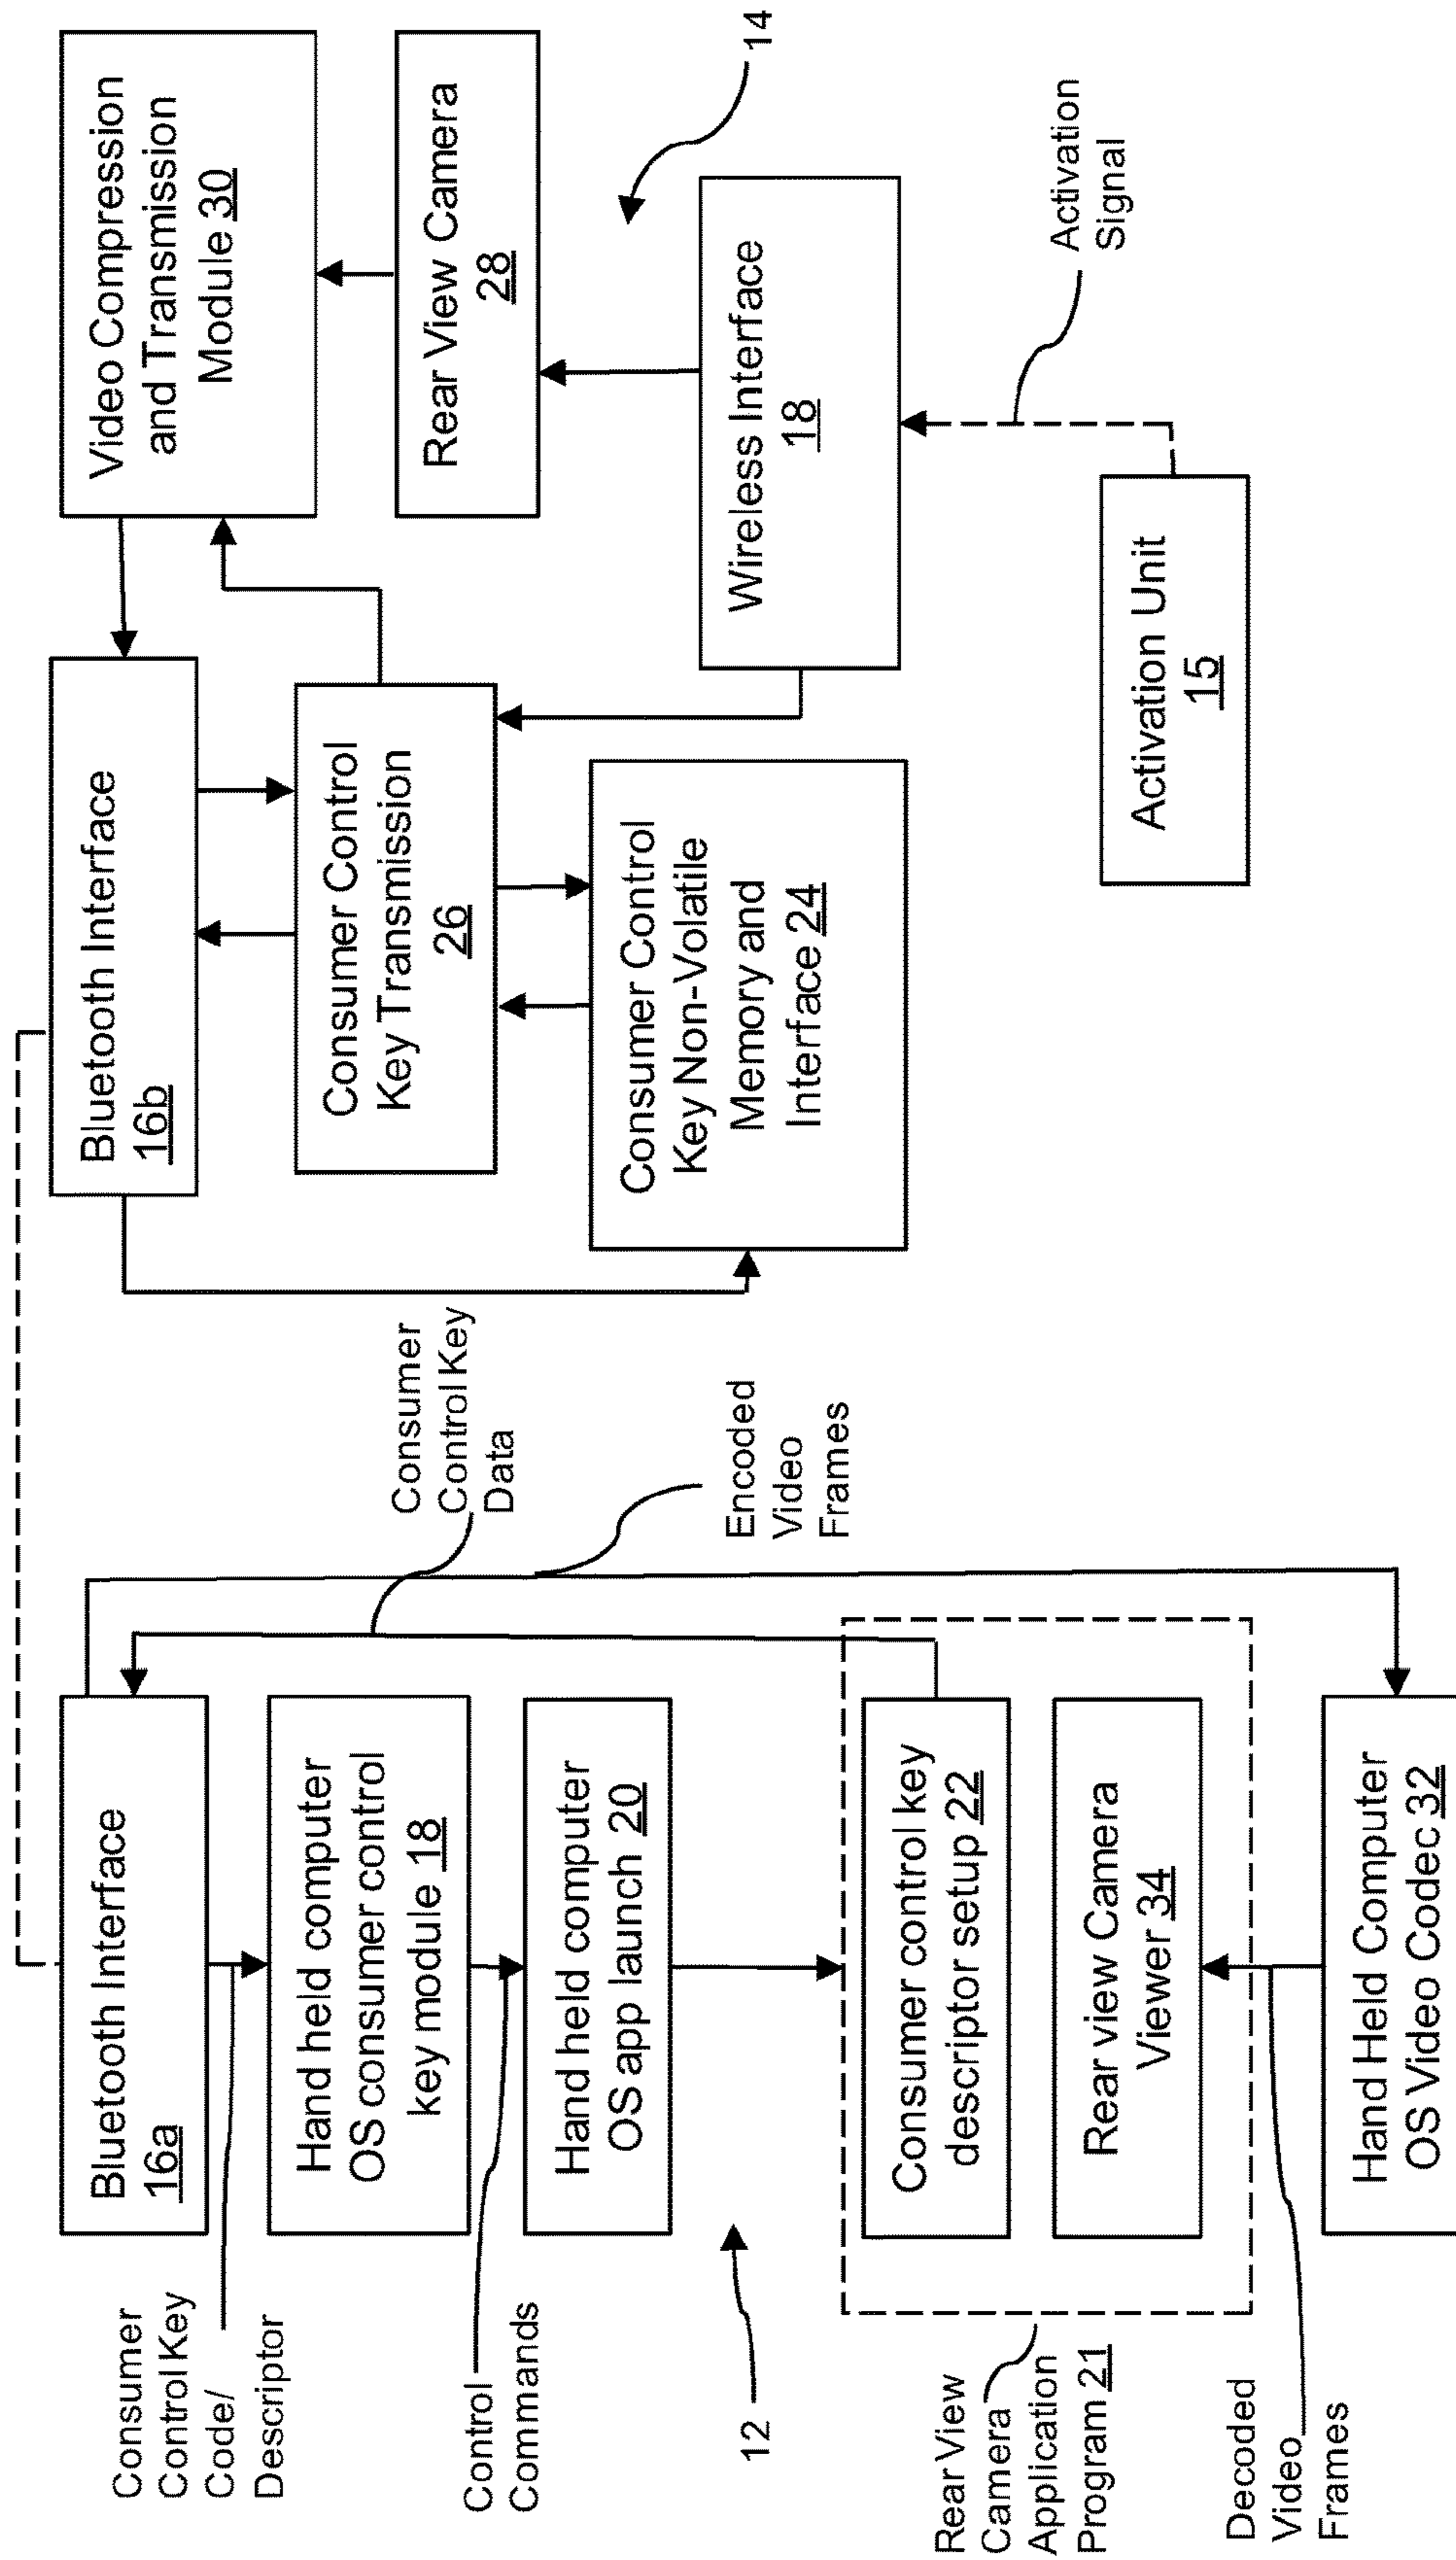 Consumer
Control Key
Code/
Descriptor
Bluetooth Interface
16a
Hand held computer
OS consumer control
key module 18
Control
Commands
Hand held computer
OS app launch 20
12
Rear View
Camera
Application
Program 21
Consumer control key
descriptor setup 22
Rear view Camera
Viewer 34
Decoded
Video
Frames
Hand Held Computer
OS Video Codec 32
Consumer
Control Key
Data
Encoded
Video
Frames
Bluetooth Interface
16b
Consumer Control
Key Transmission
26
Consumer Control
Key Non-Volatile
Memory and
Interface 24
Video Compression
and Transmission
Module 30
Rear View Camera
28
14
Wireless Interface
18
Activation
Signal
Activation Unit
15